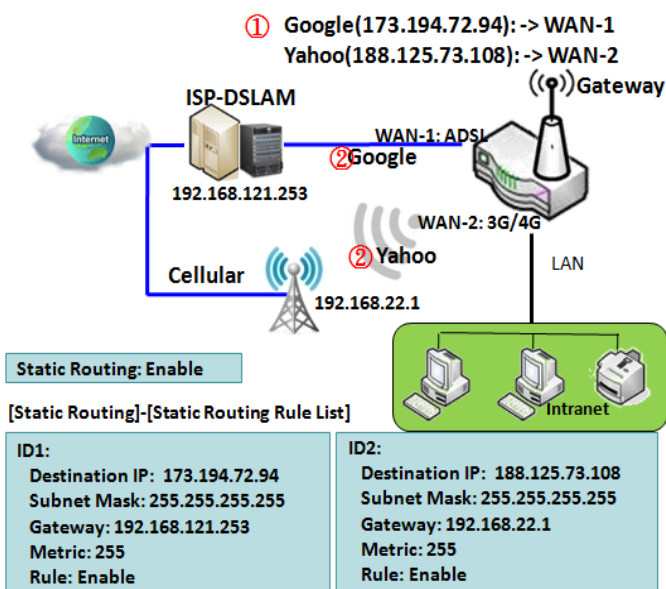 ① Google(173.194.72.94): -> WAN-1
Yahoo(188.125.73.108): -> WAN-2
Gateway
ISP-DSLAM
Internet
WAN-1: ADSL
②Google
192.168.121.253
WAN-2: 3G/4G
② Yahoo
LAN
Cellular
192.168.22.1
Intranet
Static Routing: Enable
[Static Routing]-[Static Routing Rule List]
ID1:
Destination IP: 173.194.72.94
Subnet Mask: 255.255.255.255
Gateway: 192.168.121.253
Metric: 255
Rule: Enable
ID2:
Destination IP: 188.125.73.108
Subnet Mask: 255.255.255.255
Gateway: 192.168.22.1
Metric: 255
Rule: Enable